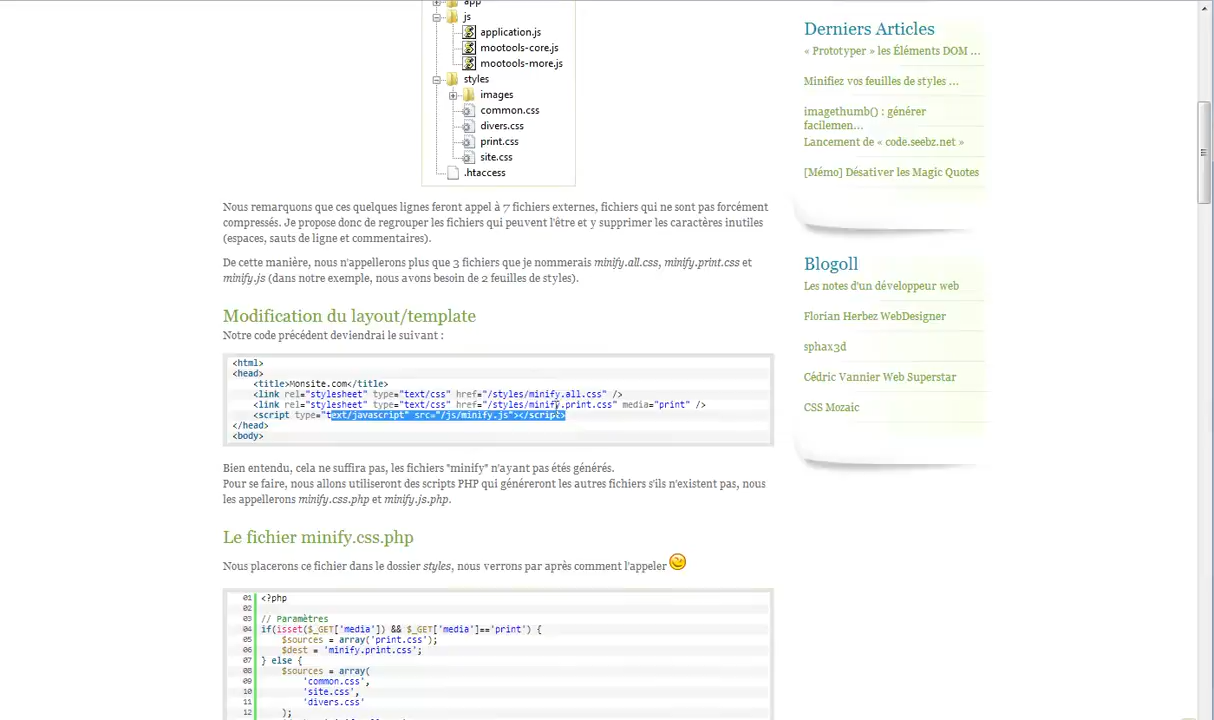 app
js
application.js
mootools-core.js
mootools-more.js
styles
images
common.css
divers.css
print.css
site.css
.htaccess
Nous remarquons que ces quelques lignes feront appel à 7 fichiers externes, fichiers qui ne sont pas forcément
compressés. Je propose donc de regrouper les fichiers qui peuvent l'être et y supprimer les caractères inutiles
(espaces, sauts de ligne et commentaires).
De cette manière, nous n'appellerons plus que 3 fichiers que je nommerais minify.all.css, minify.print.css et
minify.js (dans notre exemple, nous avons besoin de 2 feuilles de styles).
Modification du layout/template
Notre code précédent deviendrai le suivant :
<html>
<head>
<title>Monsite.com</title>
<link rel="stylesheet" type="text/css" href="/styles/minify.all.css" />
<link rel="stylesheet" type="text/css" href="/styles/minify.print.css" media="print" />
<script type="text/javascript" src="/js/minify.js"></script>
</head>
<body>
Bien entendu, cela ne suffira pas, les fichiers "minify" n'ayant pas étés générés.
Pour se faire, nous allons utiliseront des scripts PHP qui généreront les autres fichiers s'ils n'existent pas, nous
les appellerons minify.css.php et minify.js.php.
Le fichier minify.css.php
Nous placerons ce fichier dans le dossier styles, nous verrons par après comment l'appeler
01 <?php
02
03 // Paramètres
04 if(isset($_GET['media']) && $_GET['media']=='print') {
05 $sources = array('print.css');
06 $dest = 'minify.print.css';
07 } else {
08 $sources = array(
09 'common.css',
10 'site.css',
11 'divers.css'
12 );
Derniers Articles
« Prototyper » les Éléments DOM ...
Minifiez vos feuilles de styles ...
imagethumb() : générer
facilemen...
Lancement de « code.seebz.net »
[Mémo] Désativer les Magic Quotes
Blogoll
Les notes d'un développeur web
Florian Herbez WebDesigner
sphax3d
Cédric Vannier Web Superstar
CSS Mozaic